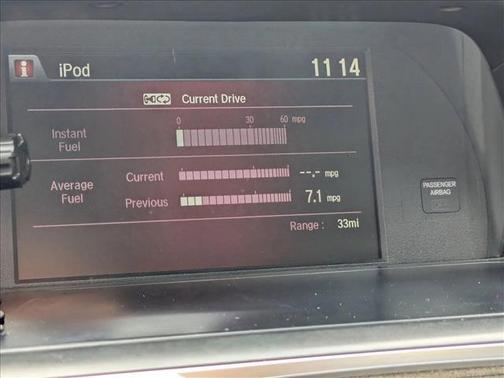 i iPod 11 14
Current Drive
0 30 60 mpg
Instant Fuel
Average Fuel
Current --.- mpg
Previous 7.1 mpg
Range : 33mi
PASSENGER
AIRBAG